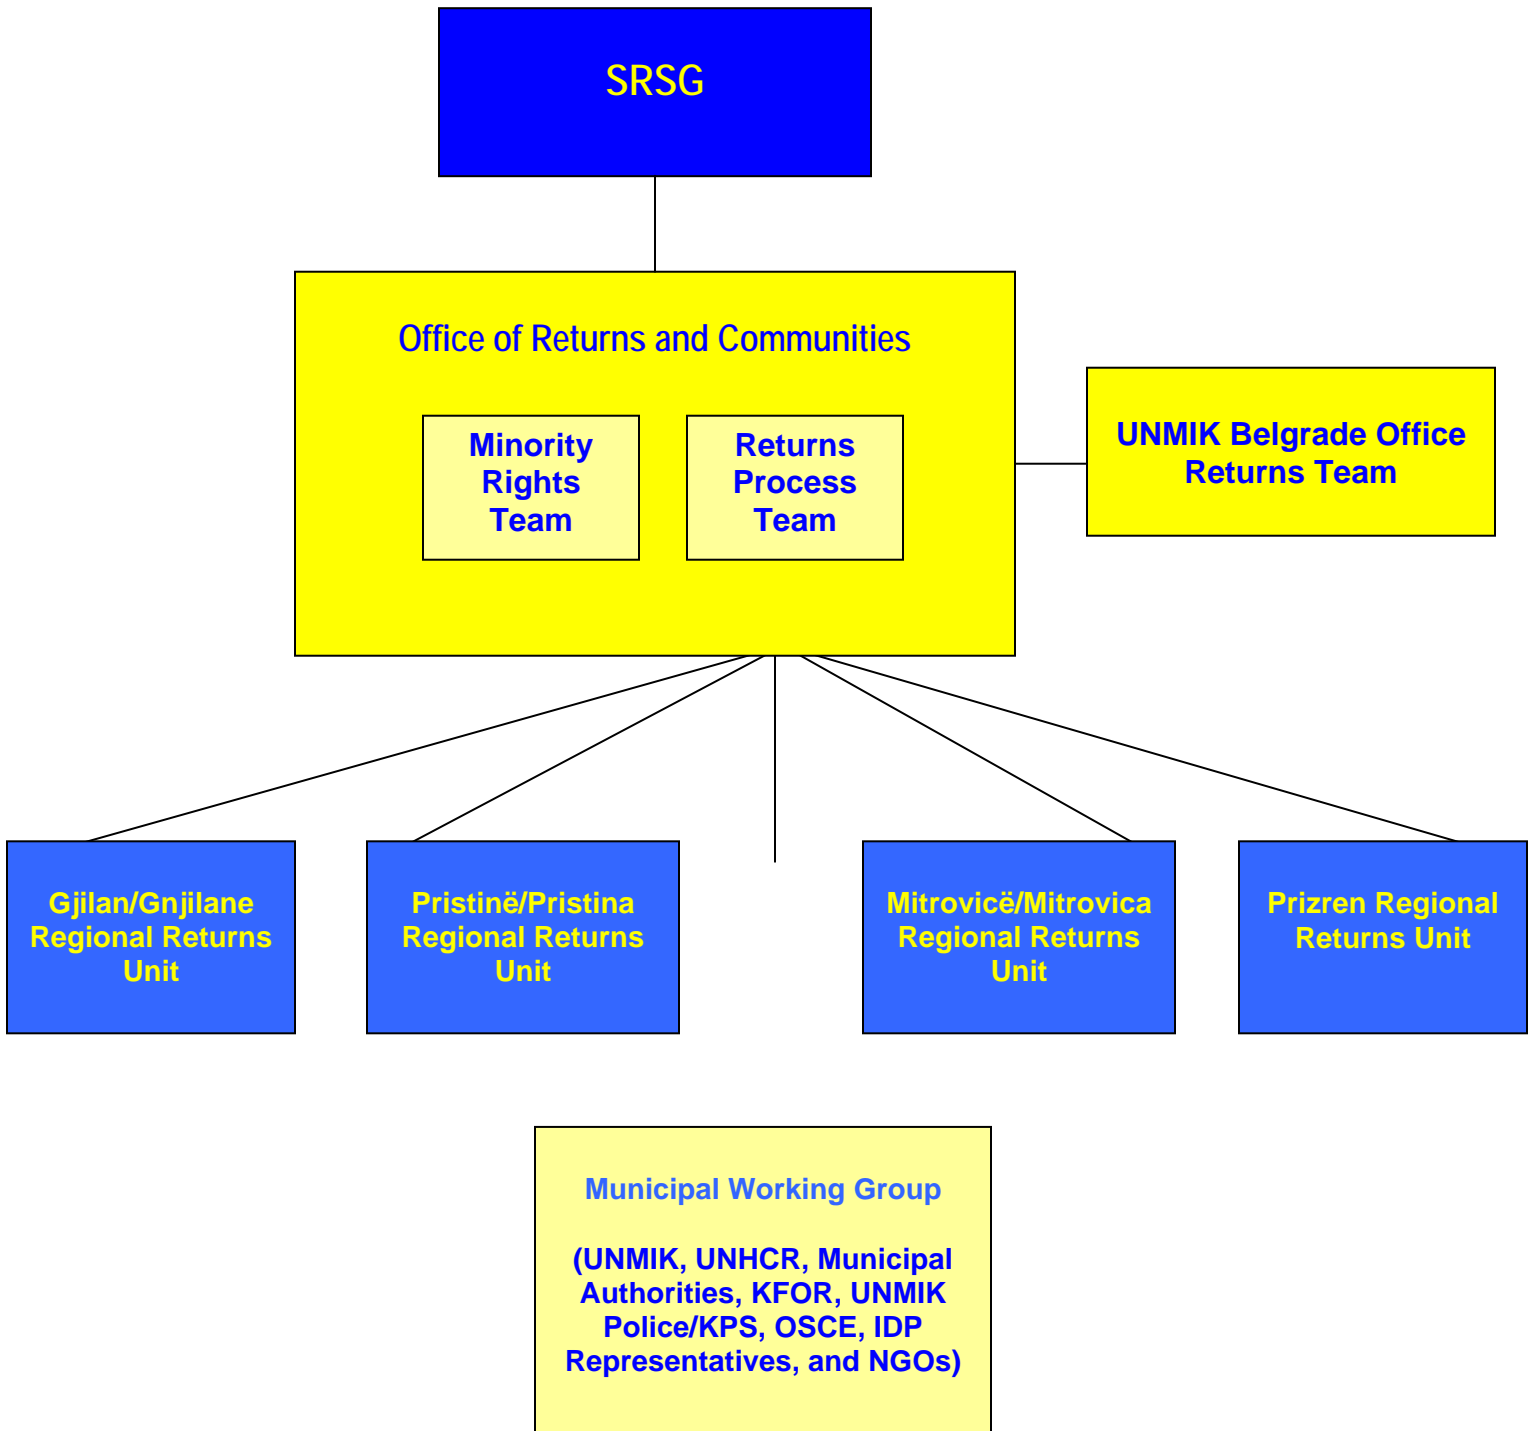 SRSG
Office of Returns and Communities
Minority
Rights
Team
Returns
Process
Team
UNMIK Belgrade Office
Returns Team
Gjilan/Gnjilane
Regional Returns
Unit
Pristinë/Pristina
Regional Returns
Unit
Mitrovicë/Mitrovica
Regional Returns
Unit
Prizren Regional
Returns Unit
Municipal Working Group
(UNMIK, UNHCR, Municipal
Authorities, KFOR, UNMIK
Police/KPS, OSCE, IDP
Representatives, and NGOs)